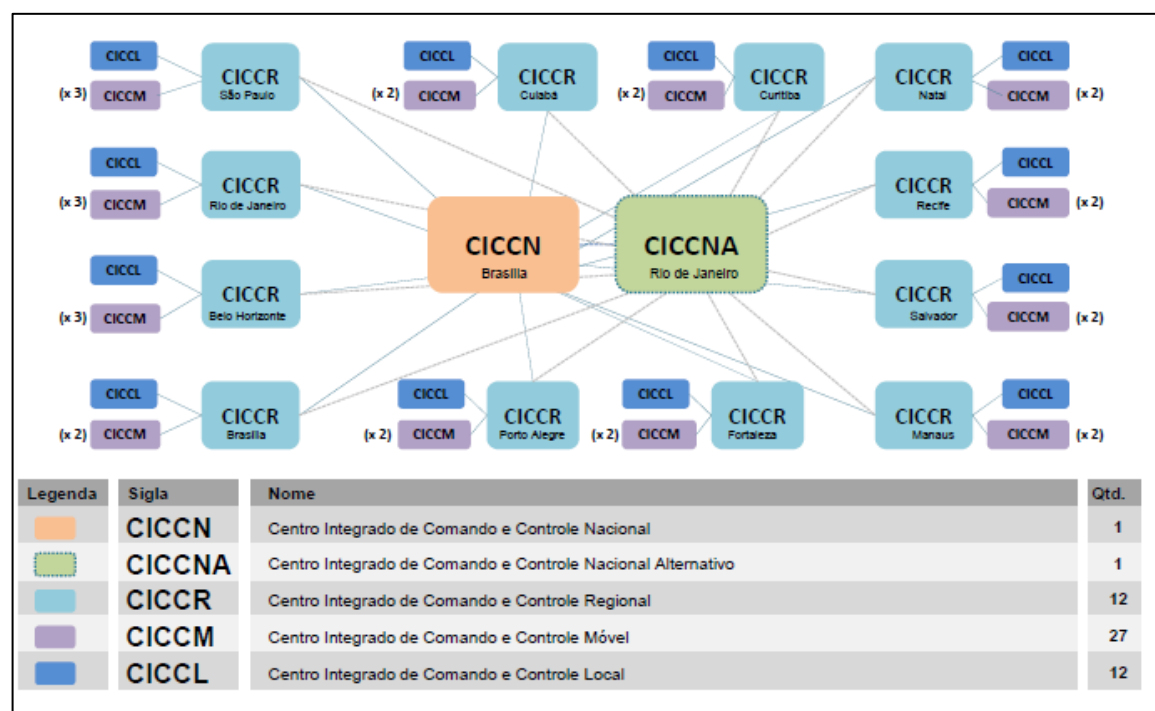 CICCL
(x 3) CICCM
CICCR
São Paulo
CICCL
(x 2) CICCM
CICCR
Cuiabá
CICCL
(x 2) CICCM
CICCR
Curitiba
CICCR
Natal
CICCL
CICCM (x 2)
CICCL
(x 3) CICCM
CICCR
Rio de Janeiro
CICCR
Recife
CICCL
CICCM (x 2)
CICCN
Brasília
CICCNA
Rio de Janeiro
CICCL
(x 3) CICCM
CICCR
Belo Horizonte
CICCR
Salvador
CICCL
CICCM (x 2)
CICCL
(x 2) CICCM
CICCR
Brasília
CICCL
(x 2) CICCM
CICCR
Porto Alegre
CICCL
(x 2) CICCM
CICCR
Fortaleza
CICCR
Manaus
CICCL
CICCM (x 2)
Legenda Sigla Nome Qtd.
CICCN Centro Integrado de Comando e Controle Nacional 1
CICCNA Centro Integrado de Comando e Controle Nacional Alternativo 1
CICCR Centro Integrado de Comando e Controle Regional 12
CICCM Centro Integrado de Comando e Controle Móvel 27
CICCL Centro Integrado de Comando e Controle Local 12